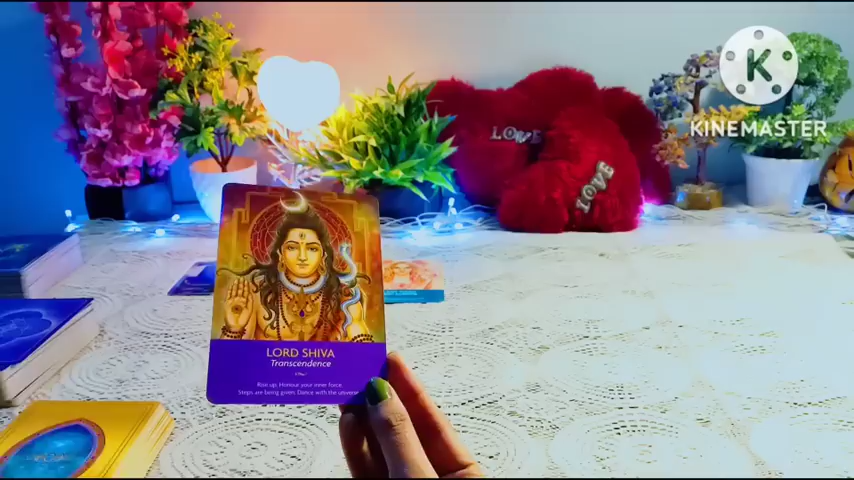 K
KINEMASTER
LOVE
LOVE
LORD SHIVA
Transcendence
Rise up. Honour your inner force.
Steps are being given. Dance with the universe